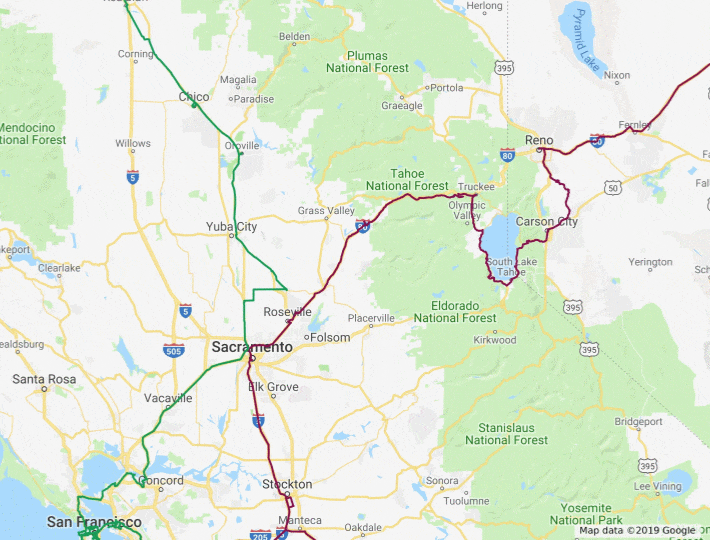 Herlong
Belden
Plumas
National Forest
395
Pyramid Lake
Nixon
Corning
Magalia
Paradise
Chico
Portola
Graeagle
Mendocino
National Forest
Willows
Oroville
Reno
Fernley
80
80
5
Tahoe
National Forest
Truckee
50
Olympic
Valley
Grass Valley
80
Carson City
Yuba City
Lakeport
Clearlake
South Lake
Tahoe
Yerington
5
Roseville
Eldorado
National Forest
395
Placerville
Folsom
Kirkwood
505
Sacramento
Santa Rosa
Elk Grove
Vacaville
5
Stanislaus
National Forest
Bridgeport
395
Concord
Stockton
Sonora
Tuolumne
Lee Vining
San Francisco
Manteca
Oakdale
205
5
Yosemite
National Park
Map data ©2019 Google